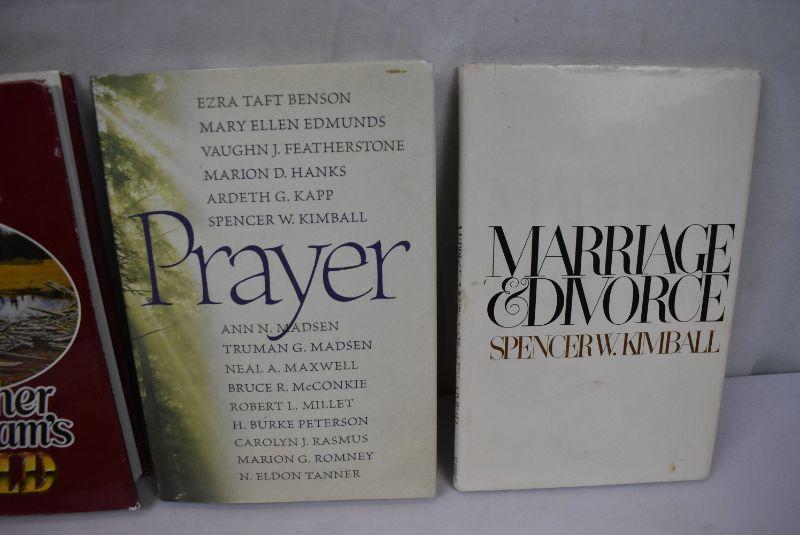 EZRA TAFT BENSON
MARY ELLEN EDMUNDS
VAUGHN J. FEATHERSTONE
MARION D. HANKS
ARDETH G. KAPP
SPENCER W. KIMBALL
Prayer
ANN N. MADSEN
TRUMAN G. MADSEN
NEAL A. MAXWELL
BRUCE R. McCONKIE
ROBERT L. MILLET
H. BURKE PETERSON
CAROLYN J. RASMUS
MARION G. ROMNEY
N. ELDON TANNER
MARRIAGE
& DIVORCE
SPENCER W. KIMBALL